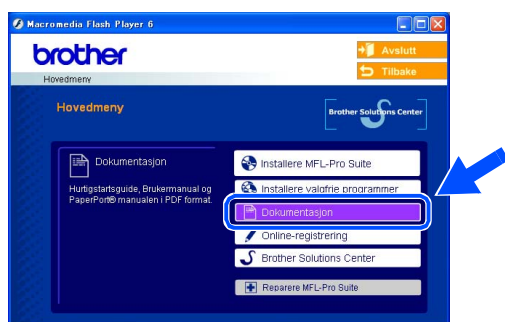 Macromedia Flash Player 6
brother
Avslutt
Tilbake
Hovedmeny
Hovedmeny
Brother Solutions Center
Dokumentasjon
Hurtigstartsguide, Brukermanual og
PaperPort® manualen i PDF format.
Installere MFL-Pro Suite
Installere valgfrie programmer
Dokumentasjon
Online-registrering
Brother Solutions Center
Reparere MFL-Pro Suite